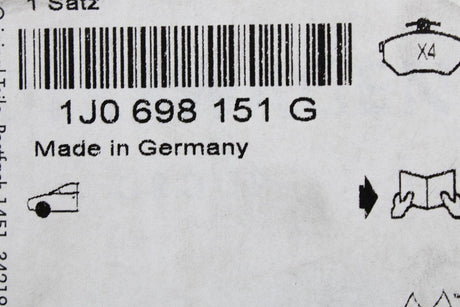 1 Satz
X4
1J0 698 151 G
Made in Germany